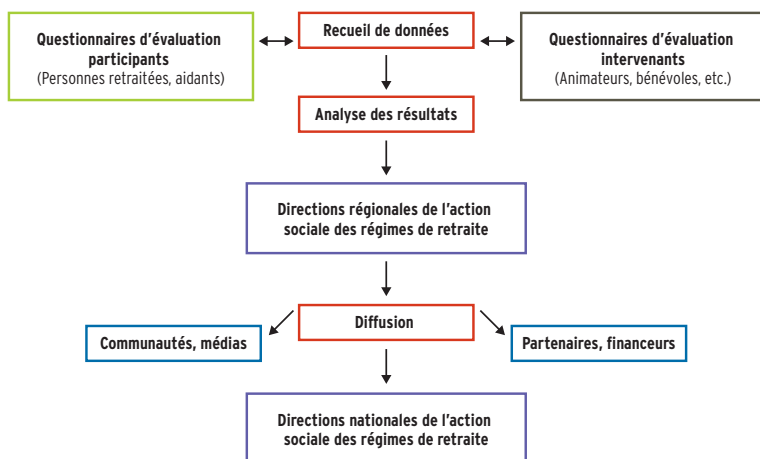 Questionnaires d'évaluation
participants
(Personnes retraitées, aidants)
Recueil de données
Questionnaires d'évaluation
intervenants
(Animateurs, bénévoles, etc.)
Analyse des résultats
Directions régionales de l'action
sociale des régimes de retraite
Diffusion
Communautés, médias
Partenaires, financeurs
Directions nationales de l'action
sociale des régimes de retraite